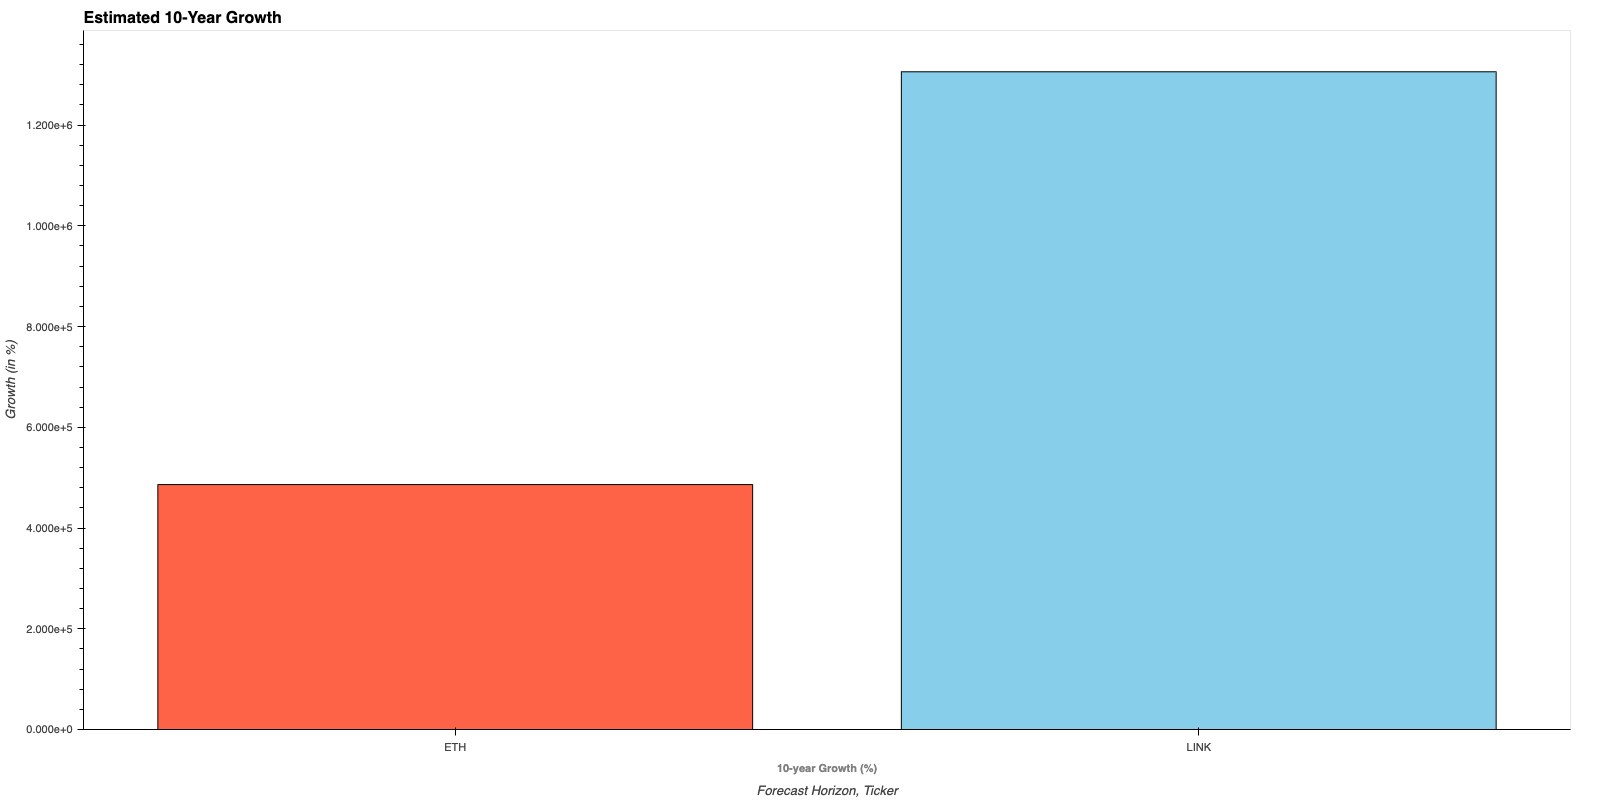 Estimated 10-Year Growth
1.200e+6
1.000e+6
8.000e+5
6.000e+5
4.000e+5
2.000e+5
0.000e+0
Growth (in %)
ETH
LINK
10-year Growth (%)
Forecast Horizon, Ticker